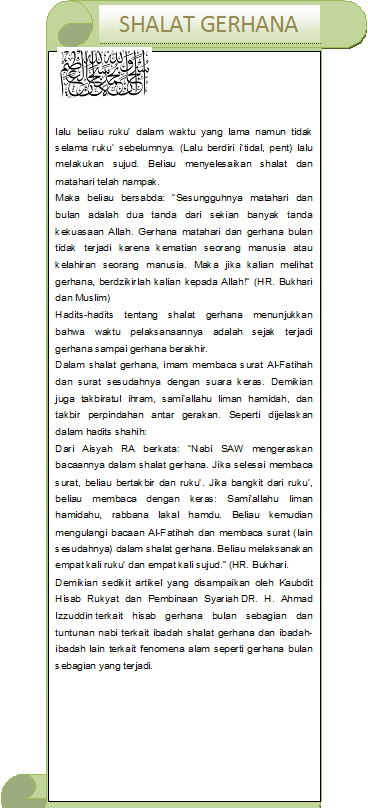 SHALAT GERHANA
lalu beliau ruku' dalam waktu yang lama namun tidak
selama ruku' sebelumnya. (Lalu berdiri i'tidal, pent) lalu
melakukan sujud. Beliau menyelesaikan shalat dan
matahari telah nampak.
Maka beliau bersabda: "Sesungguhnya matahari dan
bulan adalah dua tanda dari sekian banyak tanda
kekuasaan Allah. Gerhana matahari dan gerhana bulan
tidak terjadi karena kematian seorang manusia atau
kelahiran seorang manusia. Maka jika kalian melihat
gerhana, berdzikirlah kalian kepada Allah!" (HR. Bukhari
dan Muslim)
Hadits-hadits tentang shalat gerhana menunjukkan
bahwa waktu pelaksanaannya adalah sejak terjadi
gerhana sampai gerhana berakhir.
Dalam shalat gerhana, imam membaca surat Al-Fatihah
dan surat sesudahnya dengan suara keras. Demikian
juga takbiratul ihram, sami'allahu liman hamidah, dan
takbir perpindahan antar gerakan. Seperti dijelaskan
dalam hadits shahih:
Dari Aisyah RA berkata: "Nabi SAW mengeraskan
bacaannya dalam shalat gerhana. Jika selesai membaca
surat, beliau bertakbir dan ruku'. Jika bangkit dari ruku',
beliau membaca dengan keras: Sami'allahu liman
hamidahu, rabbana lakal hamdu. Beliau kemudian
mengulangi bacaan Al-Fatihah dan membaca surat (lain
sesudahnya) dalam shalat gerhana. Beliau melaksanakan
empat kali ruku' dan empat kali sujud." (HR. Bukhari.
Demikian sedikit artikel yang disampaikan oleh Kaubdit
Hisab Rukyat dan Pembinaan Syariah DR. H. Ahmad
Izzuddin terkait hisab gerhana bulan sebagian dan
tuntunan nabi terkait ibadah shalat gerhana dan ibadah-
ibadah lain terkait fenomena alam seperti gerhana bulan
sebagian yang terjadi.